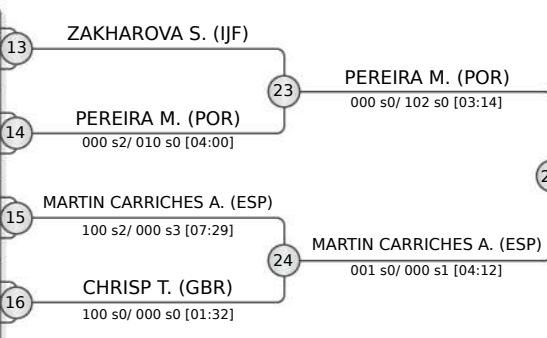 ZAKHAROVA S. (IJF)
13
23
PEREIRA M. (POR)
000 s0/ 102 s0 [03:14]
PEREIRA M. (POR)
14
000 s2/ 010 s0 [04:00]
MARTIN CARRICHES A. (ESP)
15
100 s2/ 000 s3 [07:29]
24
MARTIN CARRICHES A. (ESP)
001 s0/ 000 s1 [04:12]
CHRISP T. (GBR)
16
100 s0/ 000 s0 [01:32]